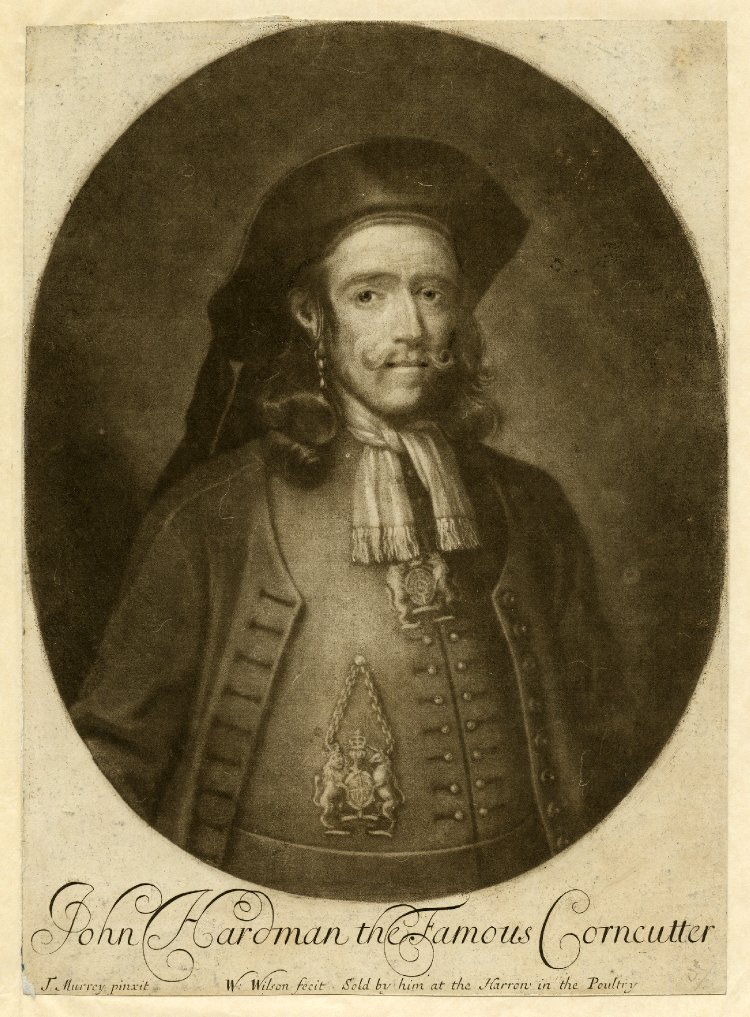 John Hardman the Famous Corncutter
T Murrey pinxit W: Wilson fecit. Sold by him at the Harrow in the Poultry